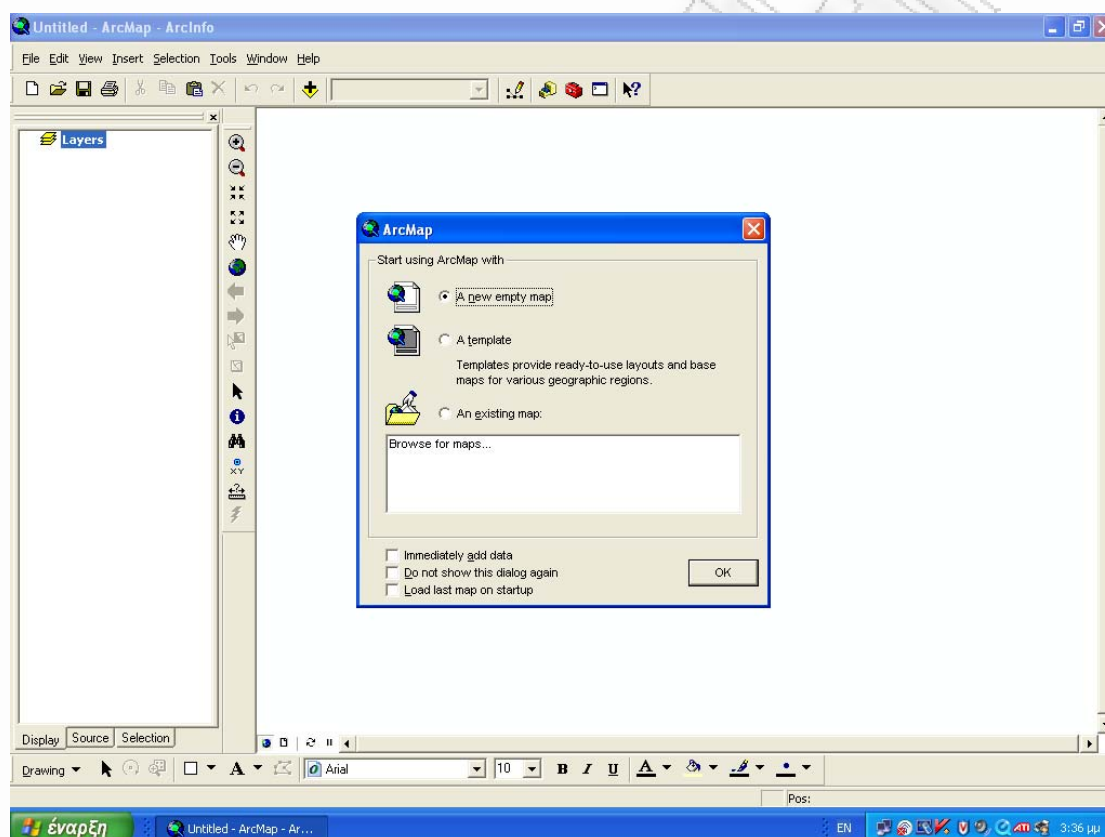 Untitled - ArcMap - ArcInfo
File Edit View Insert Selection Tools Window Help
Layers
ArcMap
Start using ArcMap with
A new empty map
A template
Templates provide ready-to-use layouts and base
maps for various geographic regions.
An existing map:
Browse for maps...
Immediately add data
Do not show this dialog again
Load last map on startup
OK
XY
Display Source Selection
Drawing A Arial 10 B I U A
Pos:
έναρξη Untitled - ArcMap - Ar... EN 3:36 μμ